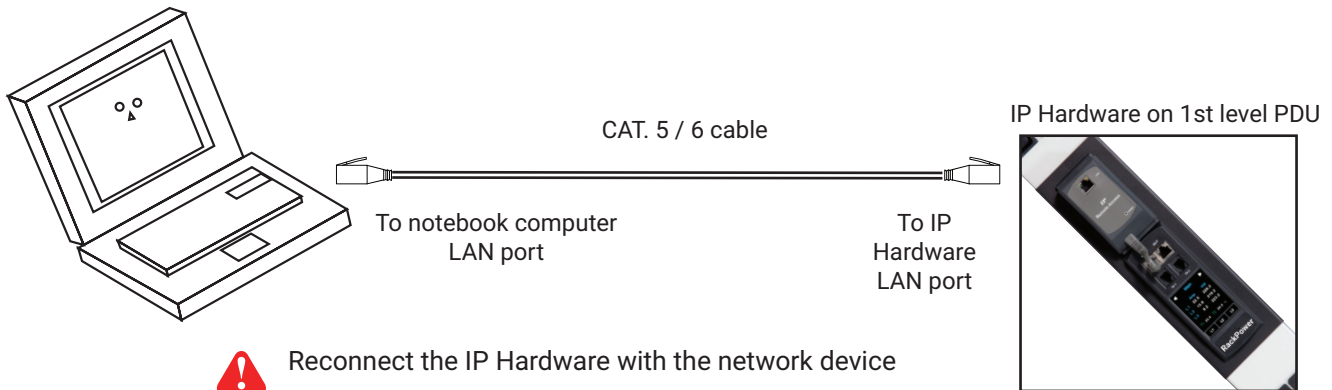 IP Hardware on 1st level PDU
CAT. 5 / 6 cable
To notebook computer
LAN port
To IP
Hardware
LAN port
RackPower
Reconnect the IP Hardware with the network device